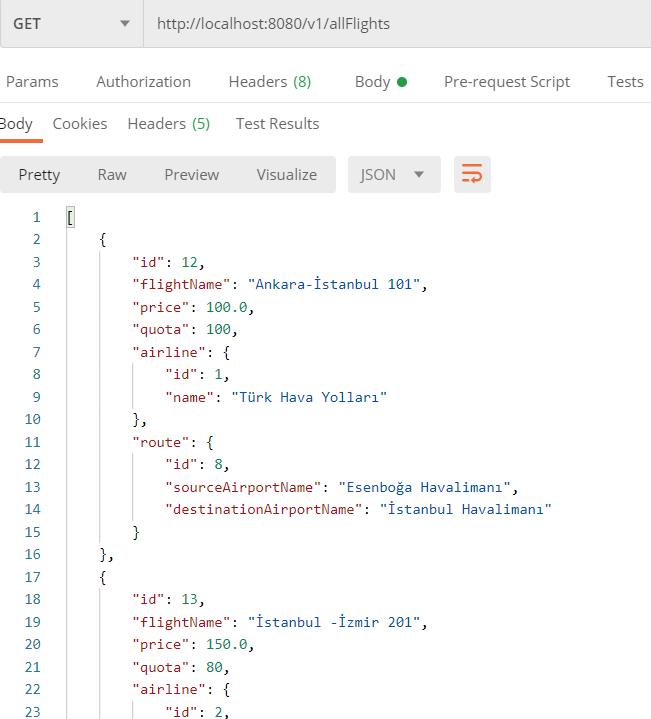 GET http://localhost:8080/v1/allFlights
Params Authorization Headers (8) Body Pre-request Script Tests
Body Cookies Headers (5) Test Results
Pretty Raw Preview Visualize JSON
1 [
2 {
3 "id": 12,
4 "flightName": "Ankara-İstanbul 101",
5 "price": 100.0,
6 "quota": 100,
7 "airline": {
8 "id": 1,
9 "name": "Türk Hava Yolları"
10 },
11 "route": {
12 "id": 8,
13 "sourceAirportName": "Esenboğa Havalimanı",
14 "destinationAirportName": "İstanbul Havalimanı"
15 }
16 },
17 {
18 "id": 13,
19 "flightName": "İstanbul -İzmir 201",
20 "price": 150.0,
21 "quota": 80,
22 "airline": {
23 "id": 2,